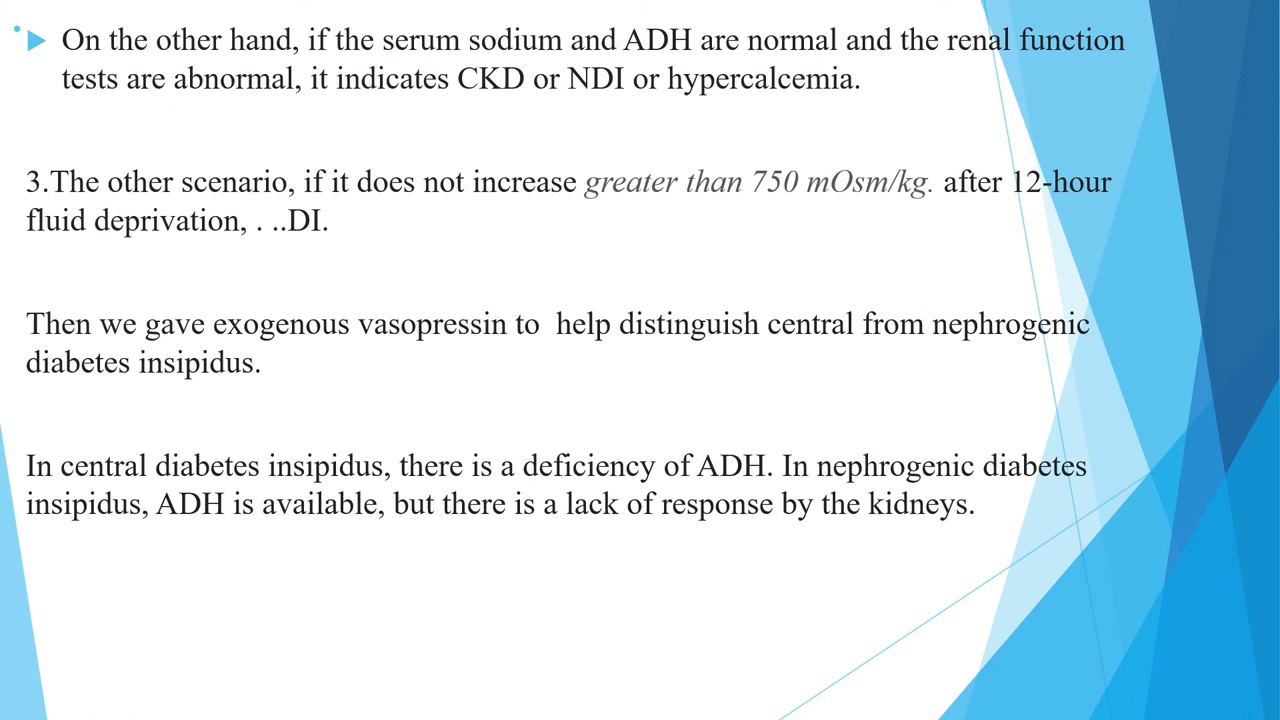 On the other hand, if the serum sodium and ADH are normal and the renal function
tests are abnormal, it indicates CKD or NDI or hypercalcemia.
3.The other scenario, if it does not increase greater than 750 mOsm/kg. after 12-hour
fluid deprivation, . ..DI.
Then we gave exogenous vasopressin to  help distinguish central from nephrogenic
diabetes insipidus.
In central diabetes insipidus, there is a deficiency of ADH. In nephrogenic diabetes
insipidus, ADH is available, but there is a lack of response by the kidneys.